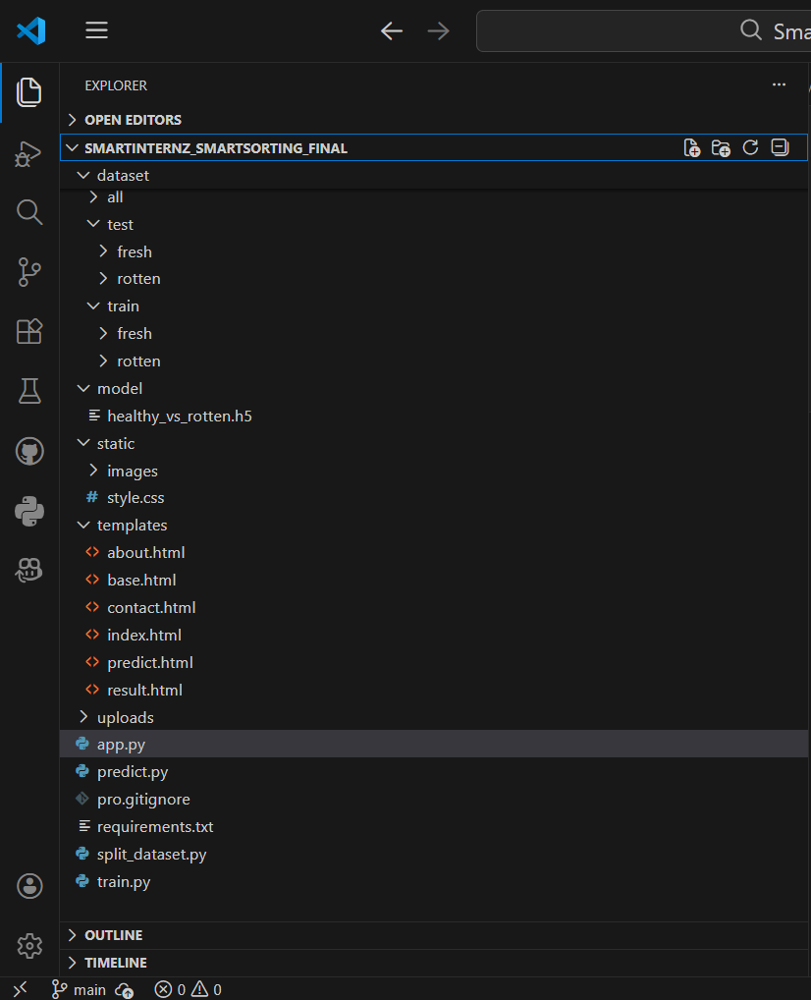 Sma
EXPLORER
OPEN EDITORS
SMARTINTERNZ_SMARTSORTING_FINAL
dataset
all
test
fresh
rotten
train
fresh
rotten
model
healthy_vs_rotten.h5
static
images
# style.css
templates
<> about.html
<> base.html
<> contact.html
<> index.html
<> predict.html
<> result.html
uploads
app.py
predict.py
pro.gitignore
requirements.txt
split_dataset.py
train.py
OUTLINE
TIMELINE
main 0 0